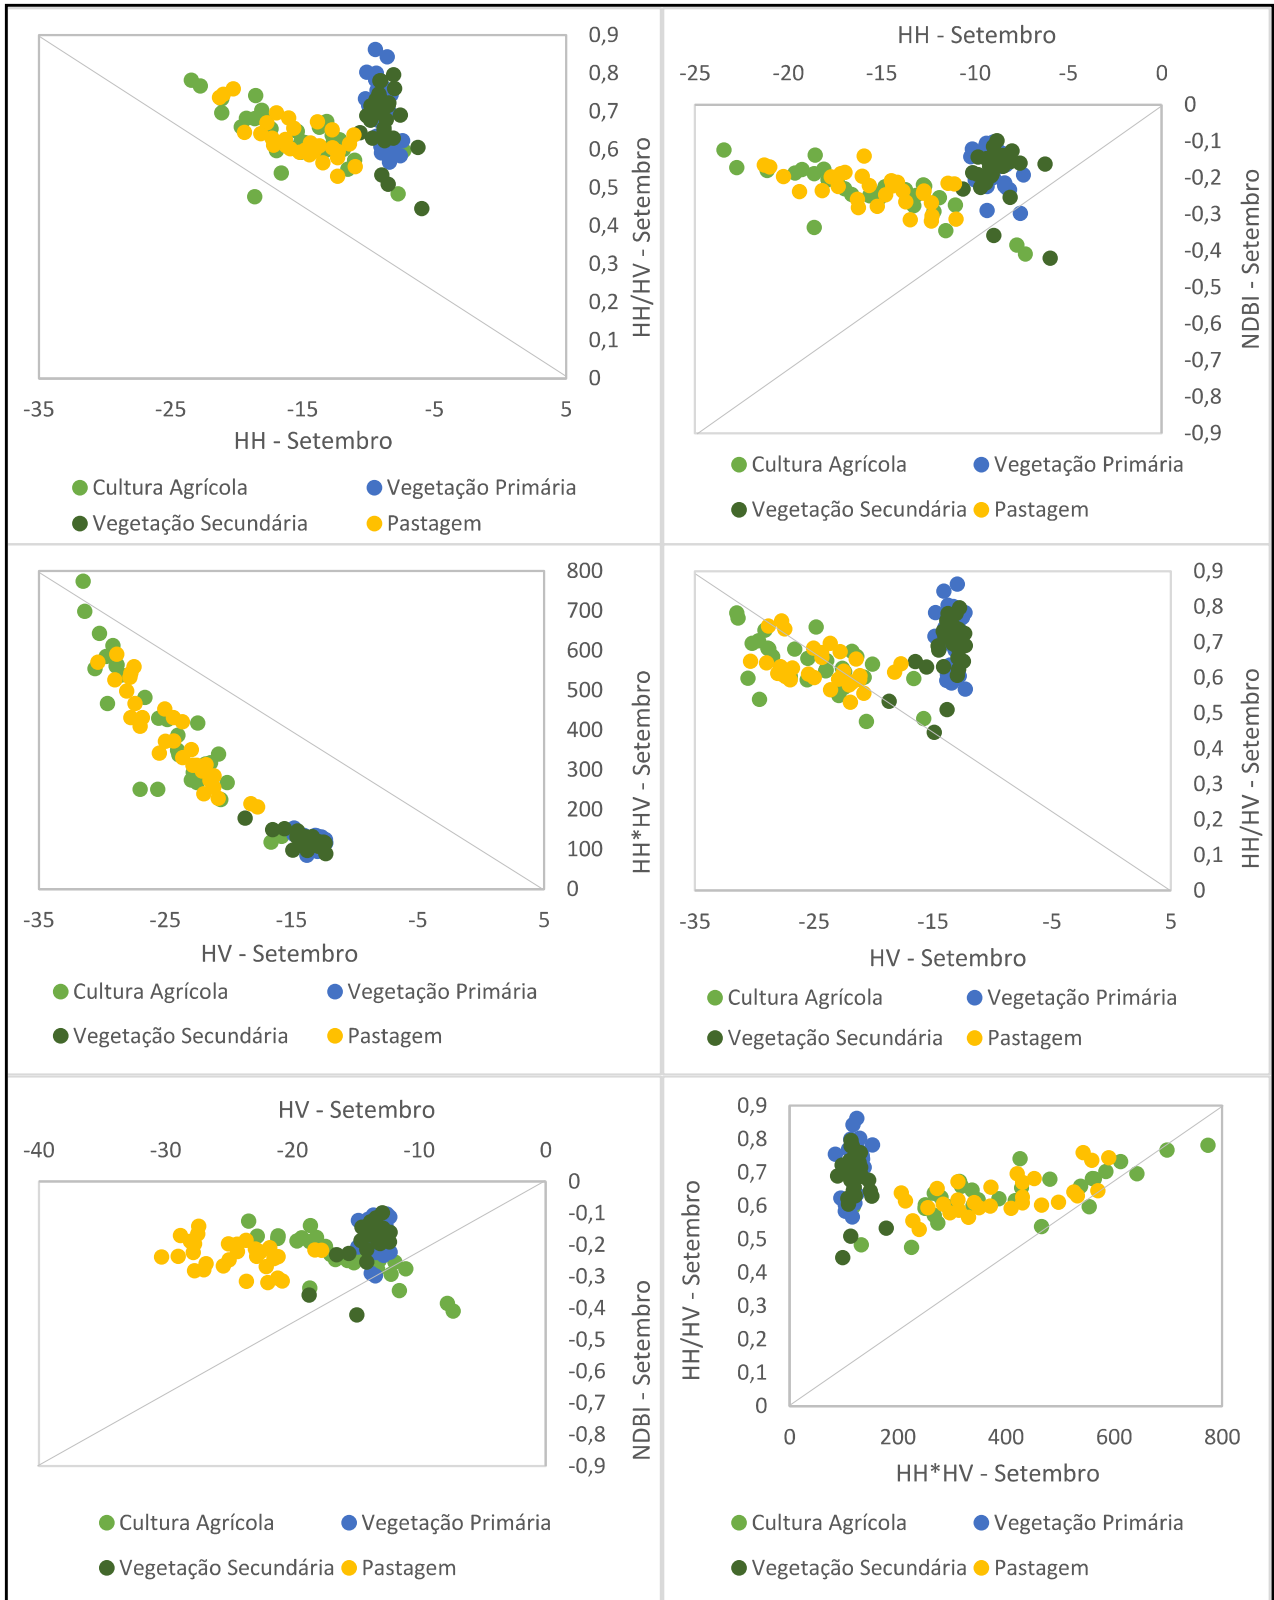 0,9
0,8
0,7
0,6
0,5
0,4
0,3
0,2
0,1
0
HH/HV - Setembro
-35 -25 -15 -5 5
HH - Setembro
Cultura Agrícola Vegetação Primária
Vegetação Secundária Pastagem
HH - Setembro
-25 -20 -15 -10 -5 0
0
-0,1
-0,2
-0,3
-0,4
-0,5
-0,6
-0,7
-0,8
-0,9
NDBI - Setembro
Cultura Agrícola Vegetação Primária
Vegetação Secundária Pastagem
800
700
600
500
400
300
200
100
0
HH*HV - Setembro
-35 -25 -15 -5 5
HV - Setembro
Cultura Agrícola Vegetação Primária
Vegetação Secundária Pastagem
0,9
0,8
0,7
0,6
0,5
0,4
0,3
0,2
0,1
0
HH/HV - Setembro
-35 -25 -15 -5 5
HV - Setembro
Cultura Agrícola Vegetação Primária
Vegetação Secundária Pastagem
HV - Setembro
-40 -30 -20 -10 0
0
-0,1
-0,2
-0,3
-0,4
-0,5
-0,6
-0,7
-0,8
-0,9
NDBI - Setembro
Cultura Agrícola Vegetação Primária
Vegetação Secundária Pastagem
0,9
0,8
0,7
0,6
0,5
0,4
0,3
0,2
0,1
0
HH/HV - Setembro
0 200 400 600 800
HH*HV - Setembro
Cultura Agrícola Vegetação Primária
Vegetação Secundária Pastagem